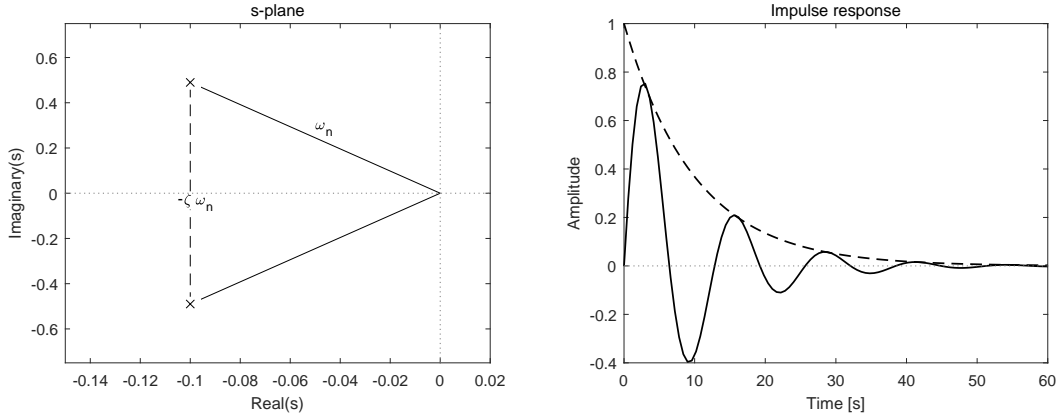 s-plane
Imaginary(s)
0.6
0.4
0.2
0
-0.2
-0.4
-0.6
ωn
-ζ ωn
-0.14 -0.12 -0.1 -0.08 -0.06 -0.04 -0.02 0 0.02
Real(s)
Impulse response
Amplitude
1
0.8
0.6
0.4
0.2
0
-0.2
-0.4
0 10 20 30 40 50 60
Time [s]